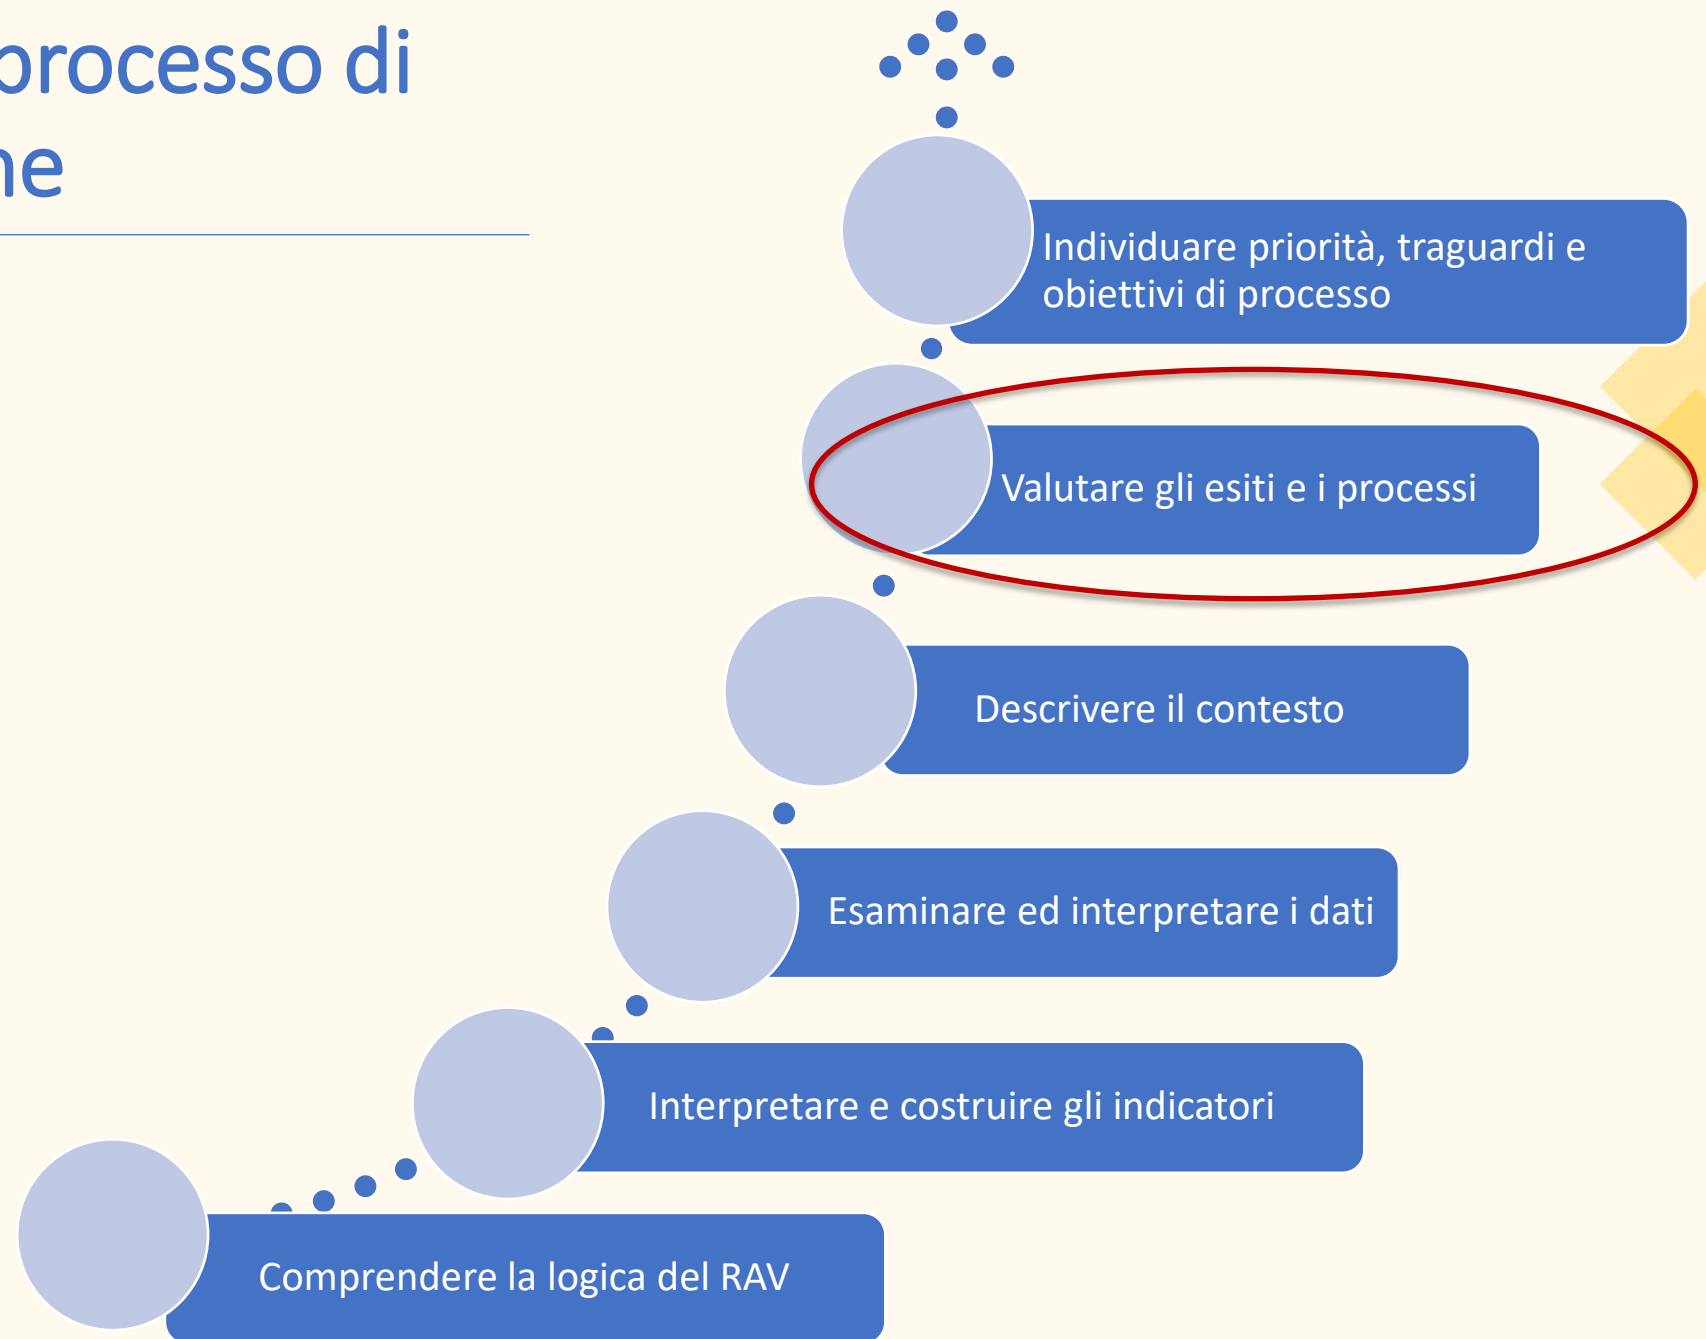 processo di
ne
Individuare priorità, traguardi e
obiettivi di processo
Valutare gli esiti e i processi
Descrivere il contesto
Esaminare ed interpretare i dati
Interpretare e costruire gli indicatori
Comprendere la logica del RAV